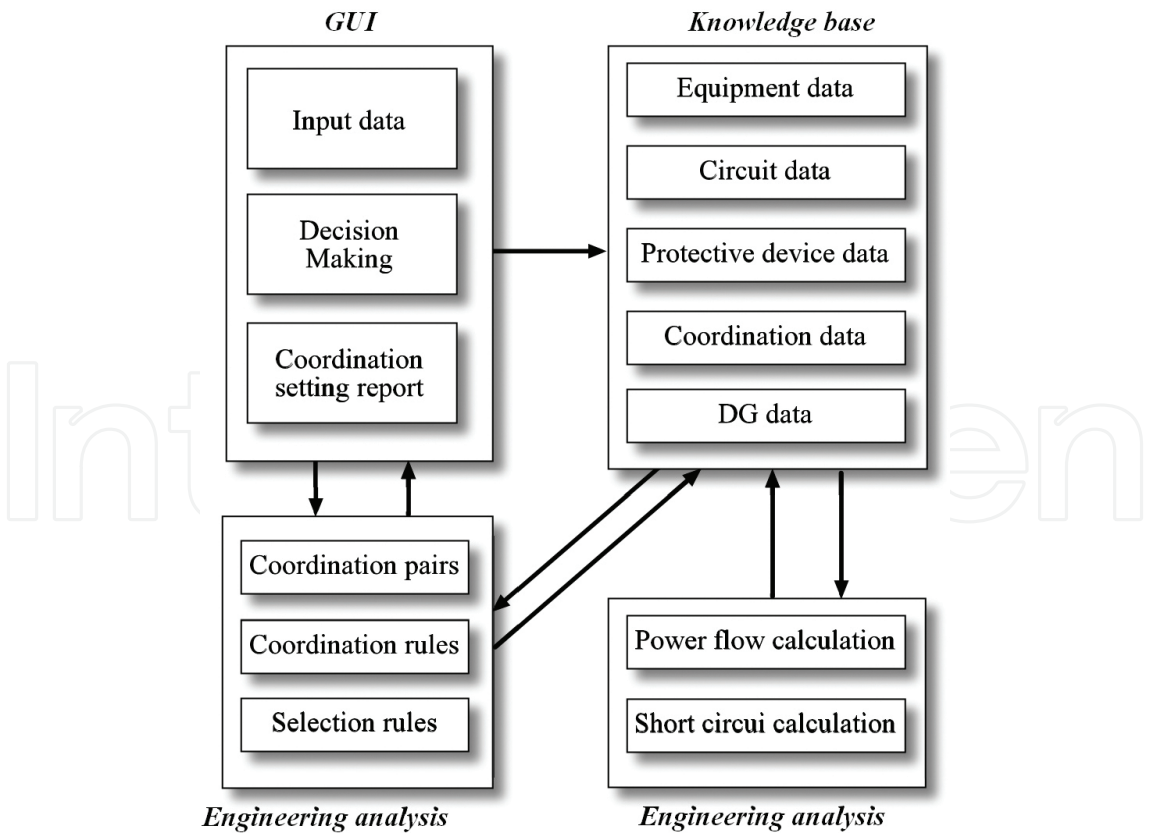 GUI
Input data
Decision
Making
Coordination
setting report
Knowledge base
Equipment data
Circuit data
Protective device data
Coordination data
DG data
Coordination pairs
Coordination rules
Selection rules
Engineering analysis
Power flow calculation
Short circui calculation
Engineering analysis
Inten